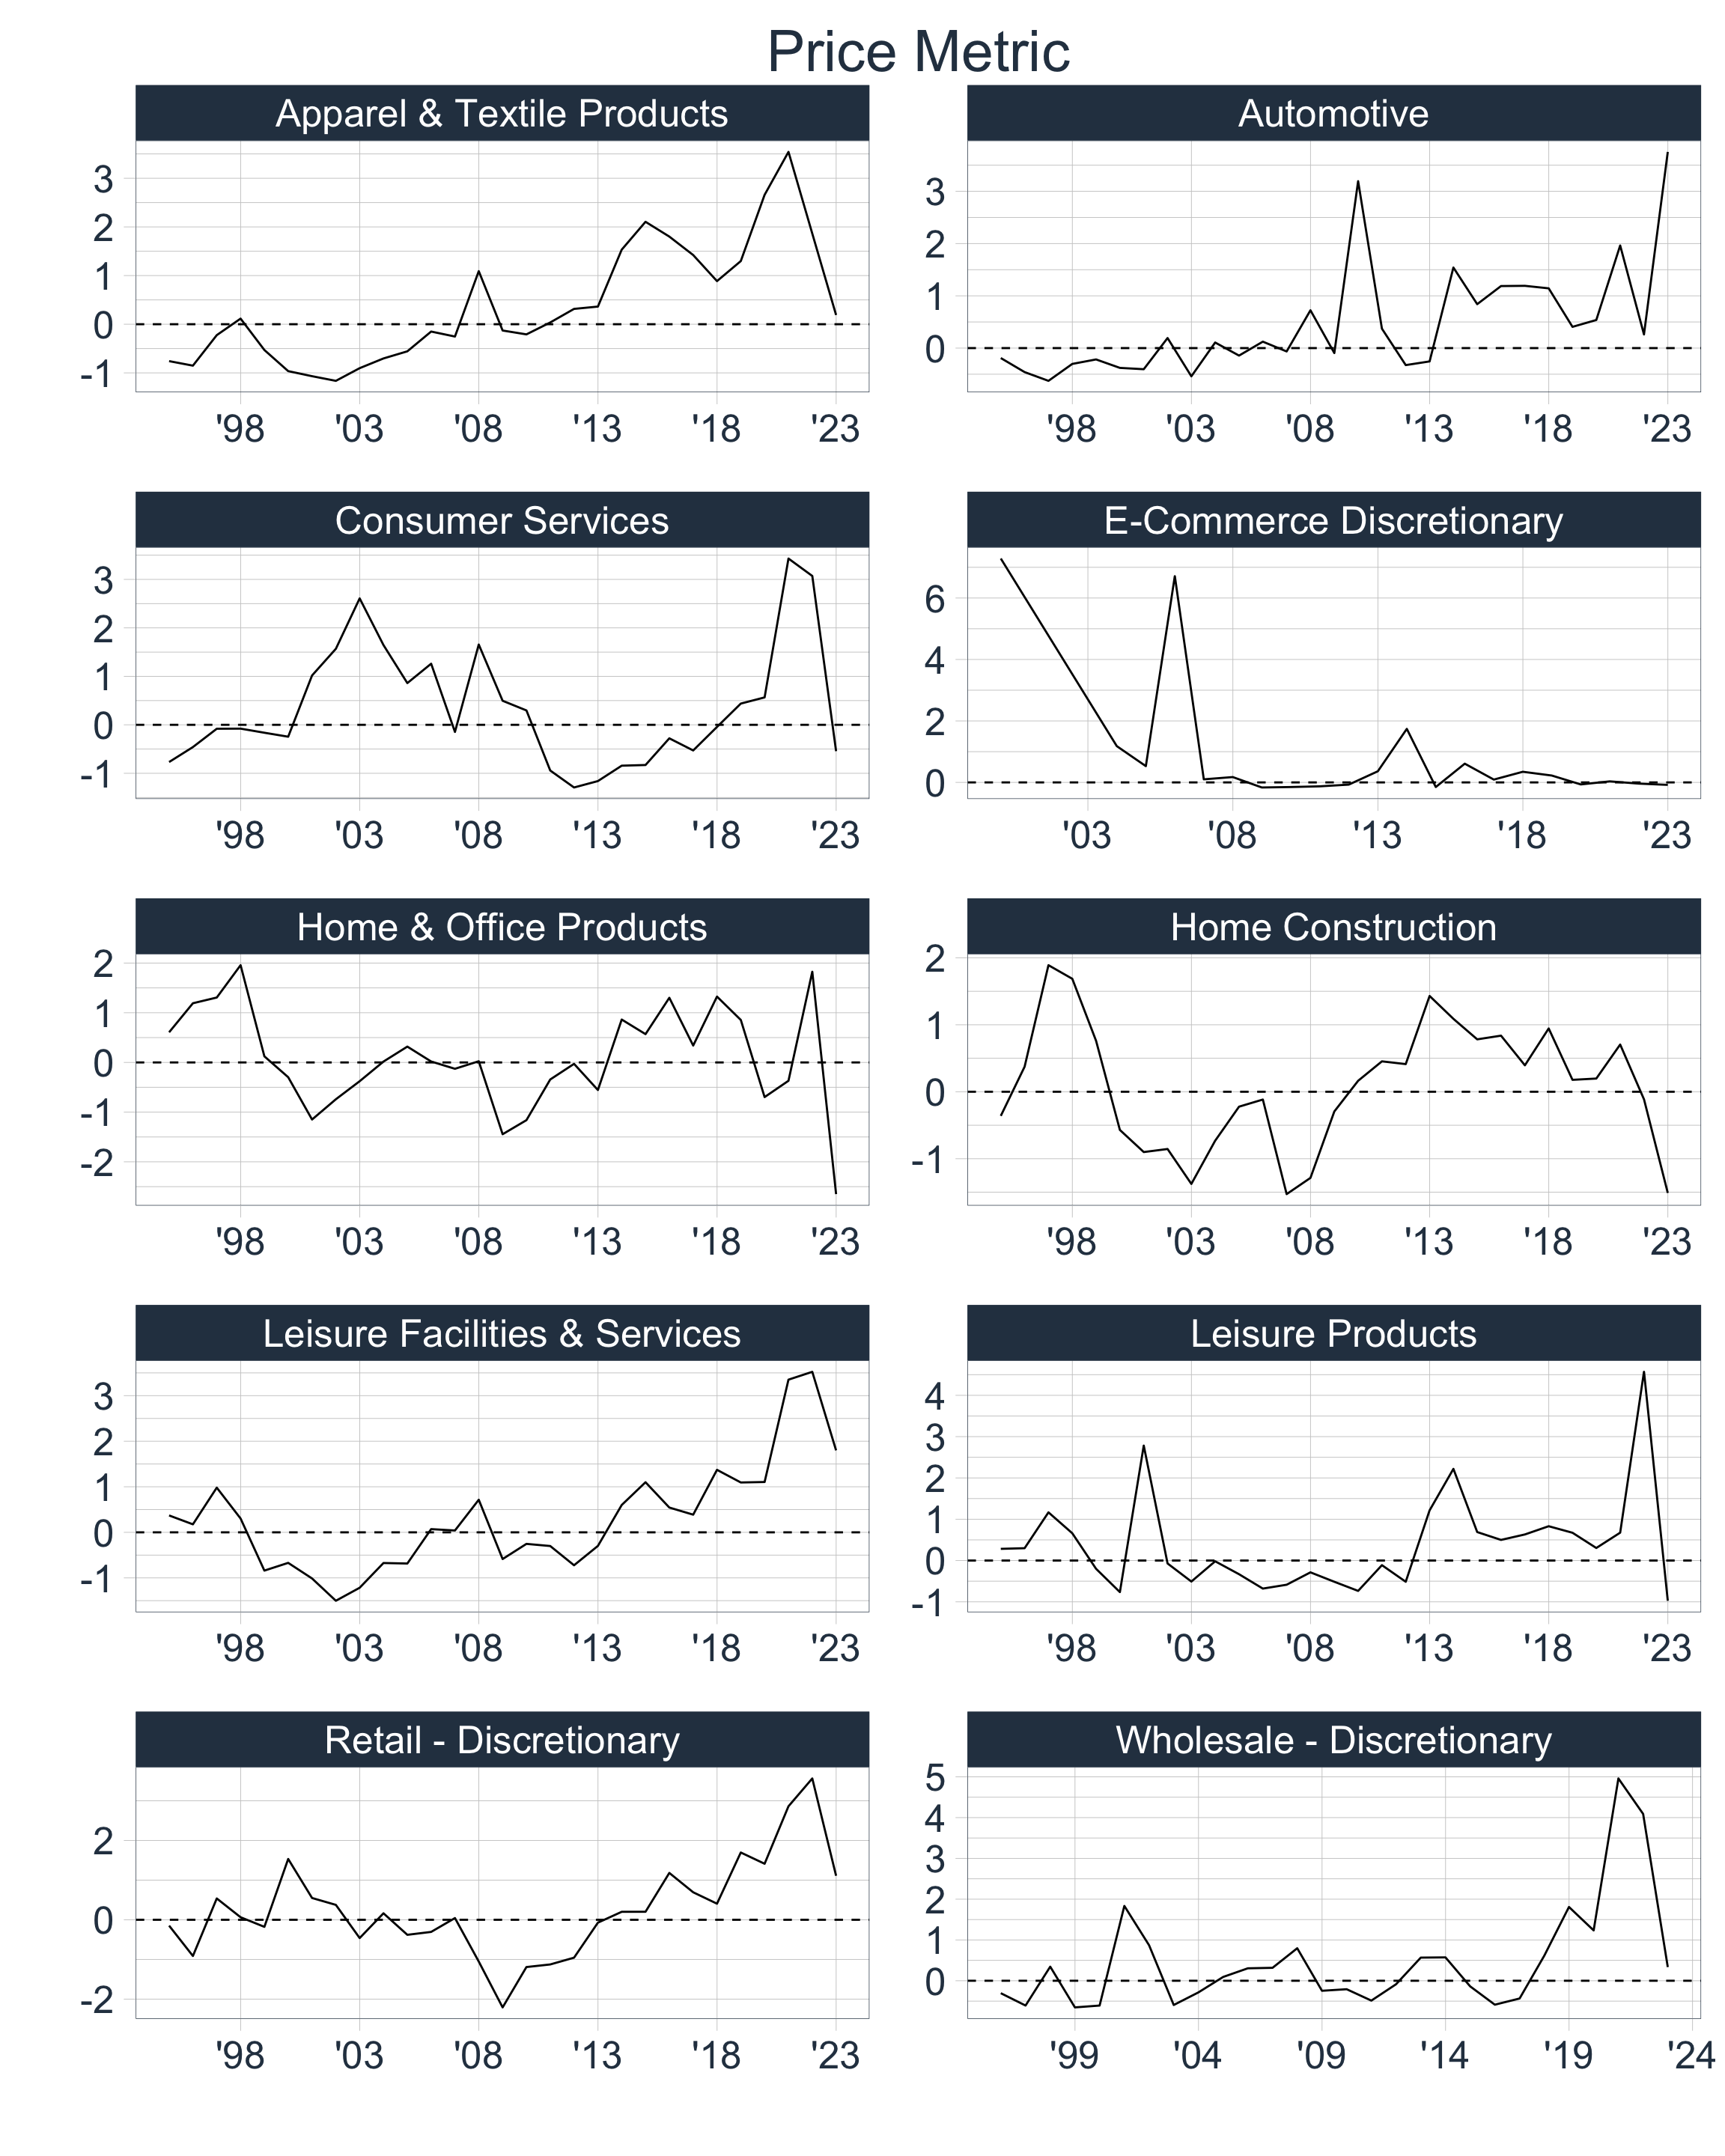 Price Metric
Apparel & Textile Products
3
2
1
0
-1
'98 '03 '08 '13 '18 '23
Automotive
3
2
1
0
'98 '03 '08 '13 '18 '23
Consumer Services
3
2
1
0
-1
'98 '03 '08 '13 '18 '23
E-Commerce Discretionary
6
4
2
0
'03 '08 '13 '18 '23
Home & Office Products
2
1
0
-1
-2
'98 '03 '08 '13 '18 '23
Home Construction
2
1
0
-1
'98 '03 '08 '13 '18 '23
Leisure Facilities & Services
3
2
1
0
-1
'98 '03 '08 '13 '18 '23
Leisure Products
4
3
2
1
0
-1
'98 '03 '08 '13 '18 '23
Retail - Discretionary
2
0
-2
'98 '03 '08 '13 '18 '23
Wholesale - Discretionary
5
4
3
2
1
0
'99 '04 '09 '14 '19 '24